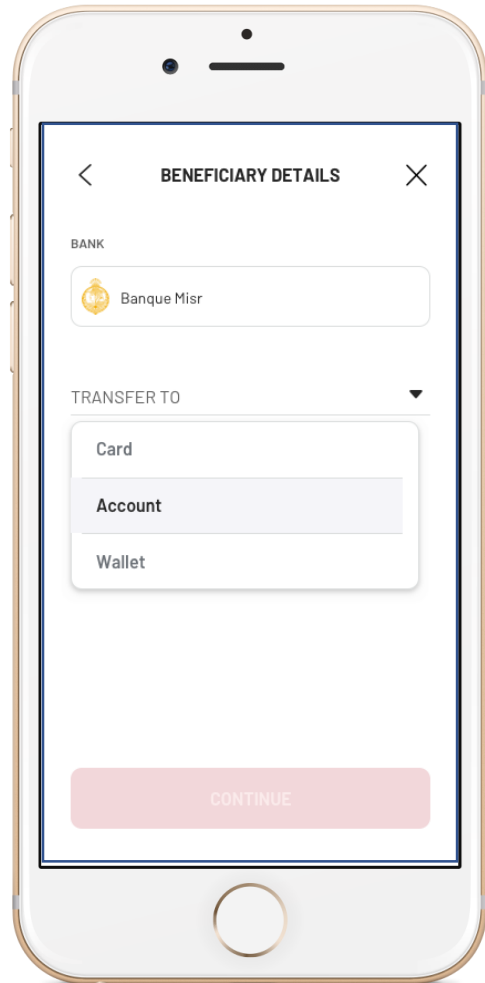 BENEFICIARY DETAILS
BANK
Banque Misr
TRANSFER TO
Card
Account
Wallet
CONTINUE